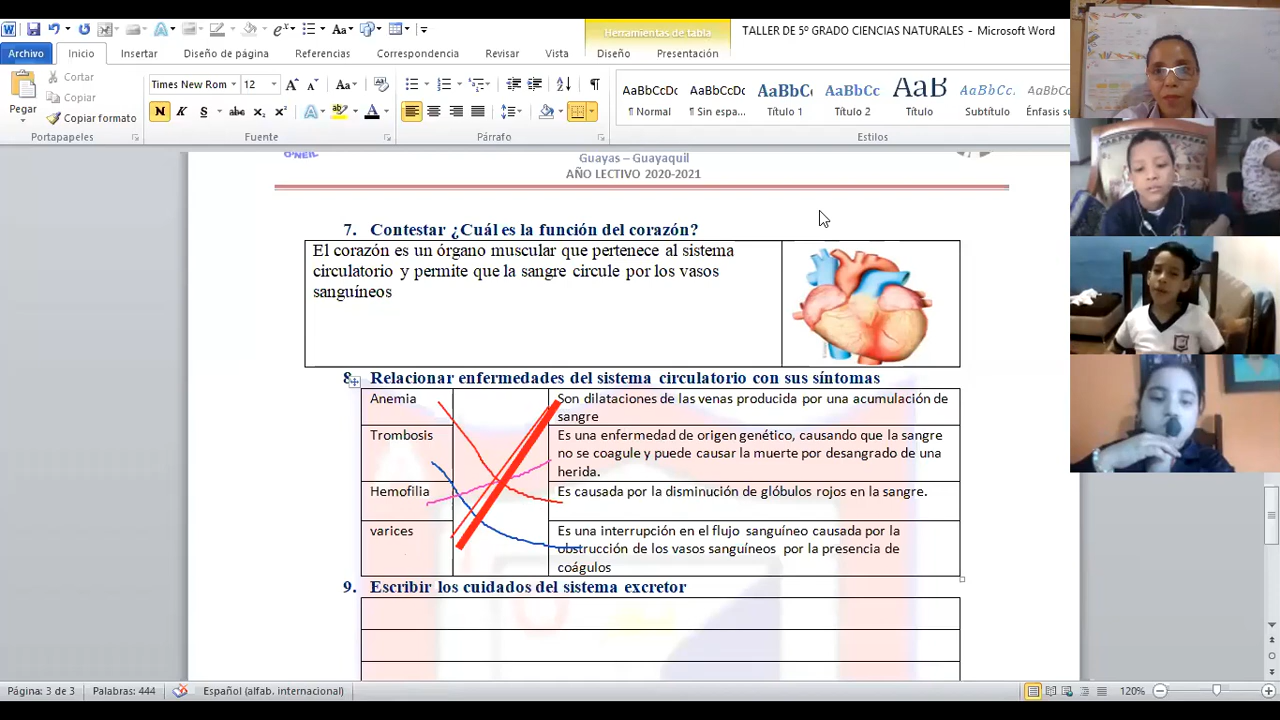 TALLER DE 5º GRADO CIENCIAS NATURALES - Microsoft Word
Herramientas de tabla
Archivo Inicio Insertar Diseño de página Referencias Correspondencia Revisar Vista Diseño Presentación
Cortar
Copiar
Copiar formato
Pegar
Portapapeles
Times New Rom 12
Fuente
Párrafo
AaBbCcDc AaBbCcDc AaBbCc AaBbCc AaB AaBbCc. AaBbCcDc
¶ Normal ¶ Sin espa... Título 1 Título 2 Título Subtítulo Énfasis su
Estilos
O'NEIL
Guayas – Guayaquil
AÑO LECTIVO 2020-2021
7. Contestar ¿Cuál es la función del corazón?
El corazón es un órgano muscular que pertenece al sistema
circulatorio y permite que la sangre circule por los vasos
sanguíneos
8. Relacionar enfermedades del sistema circulatorio con sus síntomas
Anemia
Son dilataciones de las venas producida por una acumulación de
sangre
Trombosis
Es una enfermedad de origen genético, causando que la sangre
no se coagule y puede causar la muerte por desangrado de una
herida.
Hemofilia
Es causada por la disminución de glóbulos rojos en la sangre.
varices
Es una interrupción en el flujo sanguíneo causada por la
obstrucción de los vasos sanguíneos por la presencia de
coágulos
9. Escribir los cuidados del sistema excretor
Página: 3 de 3 Palabras: 444 Español (alfab. internacional) 120%